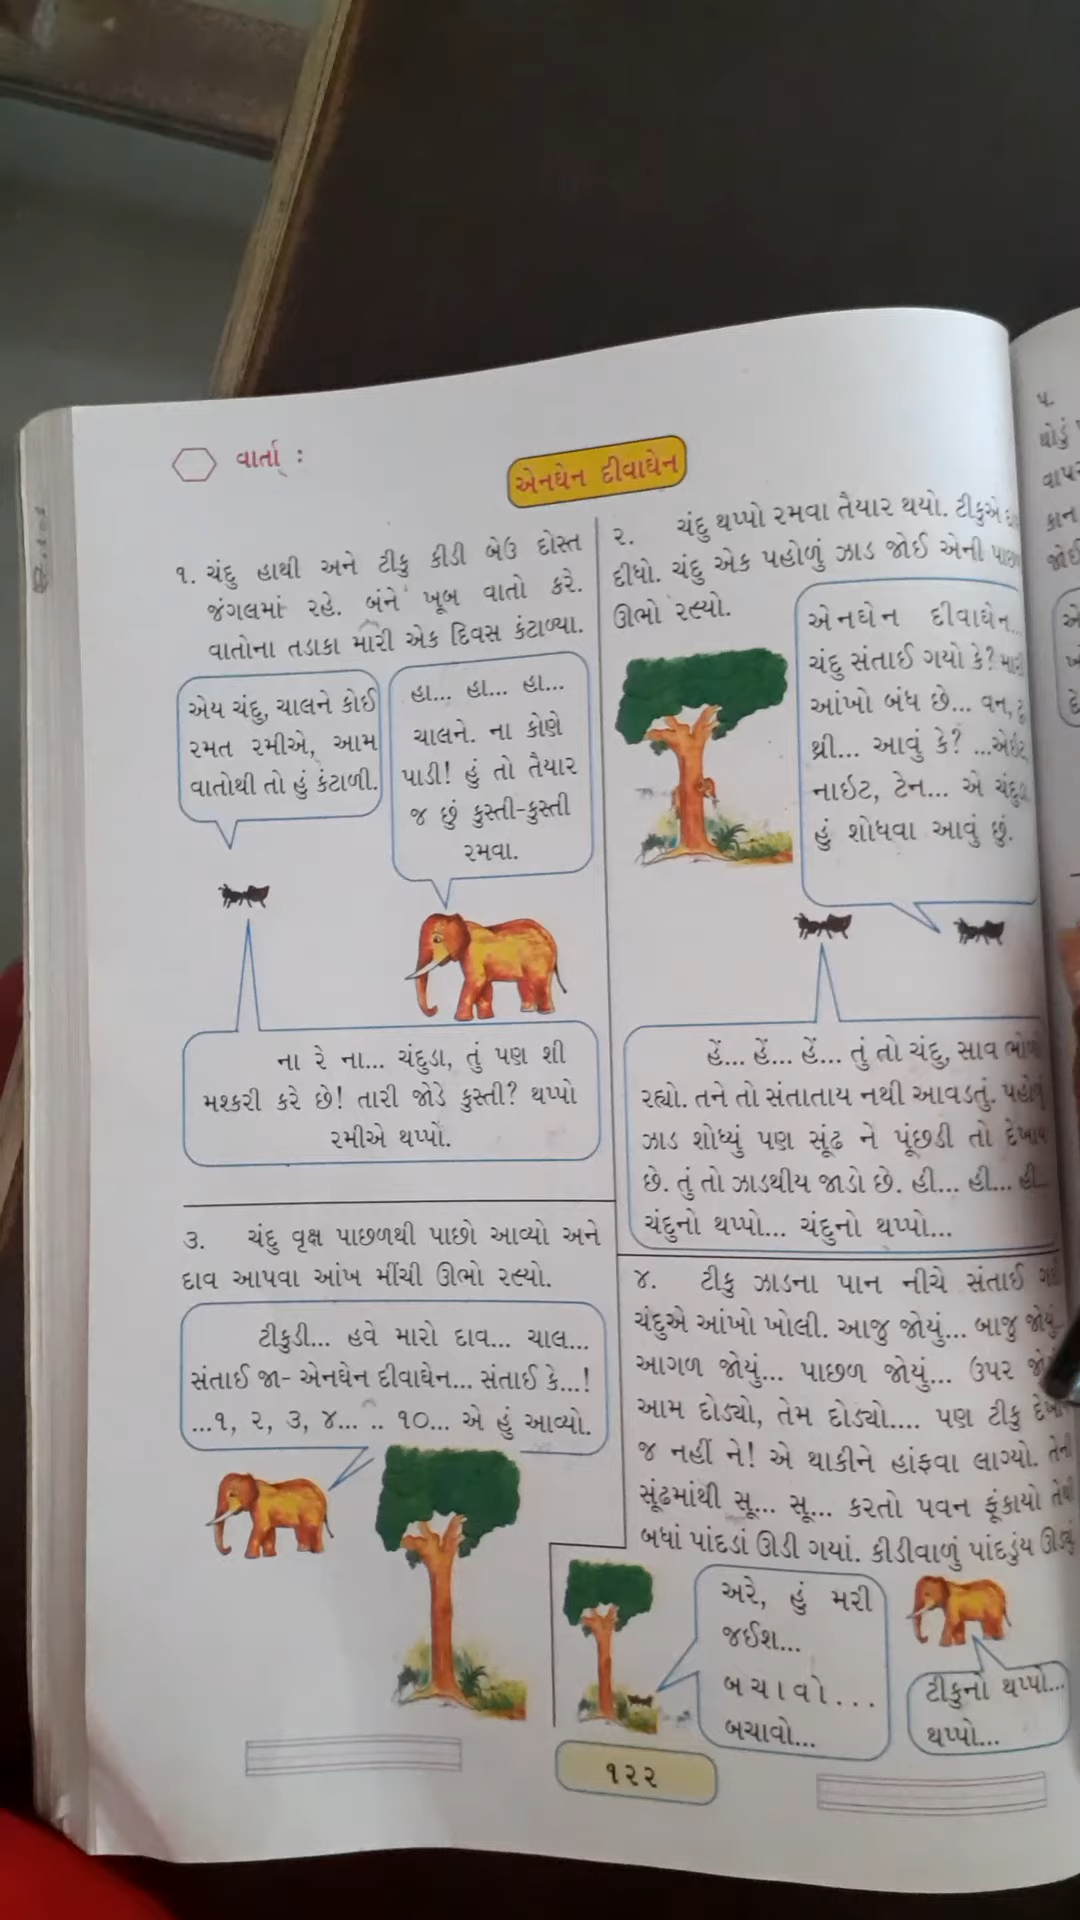 વાર્તા :
એનઘેન દીવાઘેન
૧. ચંદુ હાથી અને ટીકુ કીડી બેઉ દોસ્ત
જંગલમાં રહે. બંને ખૂબ વાતો કરે.
વાતોના તડાકા મારી એક દિવસ કંટાળ્યા.
એય ચંદુ, ચાલને કોઈ
રમત રમીએ, આમ
વાતોથી તો હું કંટાળી.
હા... હા... હા...
ચાલને. ના કોણે
પાડી! હું તો તૈયાર
જ છું કુસ્તી-કુસ્તી
રમવા.
ના રે ના... ચંદુડા, તું પણ શી
મશ્કરી કરે છે! તારી જોડે કુસ્તી? થપ્પો
રમીએ થપ્પો.
૨. ચંદુ થપ્પો રમવા તૈયાર થયો. ટીકુએ
દીધો. ચંદુ એક પહોળું ઝાડ જોઈ એની
ઊભો રહ્યો.
એનઘેન દીવાઘેન...
ચંદુ સંતાઈ ગયો કે?
આંખો બંધ છે... વન,
થ્રી... આવું કે?
નાઇટ, ટેન... એ
હું શોધવા આવું છું.
હેં... હેં... હેં... તું તો ચંદુ, સાવ
રહ્યો. તને તો સંતાતાય નથી આવડતું.
ઝાડ શોધ્યું પણ સૂંઢ ને પૂંછડી તો
છે. તું તો ઝાડથીય જાડો છે. હી... હી... હી...
ચંદુનો થપ્પો... ચંદુનો થપ્પો...
૩. ચંદુ વૃક્ષ પાછળથી પાછો આવ્યો અને
દાવ આપવા આંખ મીંચી ઊભો રહ્યો.
ટીકુડી... હવે મારો દાવ... ચાલ...
સંતાઈ જા- એનઘેન દીવાઘેન... સંતાઈ કે...!
...૧, ૨, ૩, ૪... .. ૧૦... એ હું આવ્યો.
૪. ટીકુ ઝાડના પાન નીચે સંતાઈ
ચંદુએ આંખો ખોલી. આજુ જોયું... બાજુ જોયું...
આગળ જોયું... પાછળ જોયું... ઉપર
આમ દોડ્યો, તેમ દોડ્યો.... પણ ટીકુ
જ નહીં ને! એ થાકીને હાંફવા લાગ્યો. તેની
સૂંઢમાંથી સૂ... સૂ... કરતો પવન ફૂંકાયો તેથી
બધાં પાંદડાં ઊડી ગયાં. કીડીવાળું પાંદડુંય
અરે, હું મરી
જઈશ...
બચાવો...
બચાવો...
ટીકુનો થપ્પો...
થપ્પો...
૧૨૨
૫.
થોડું
કાન